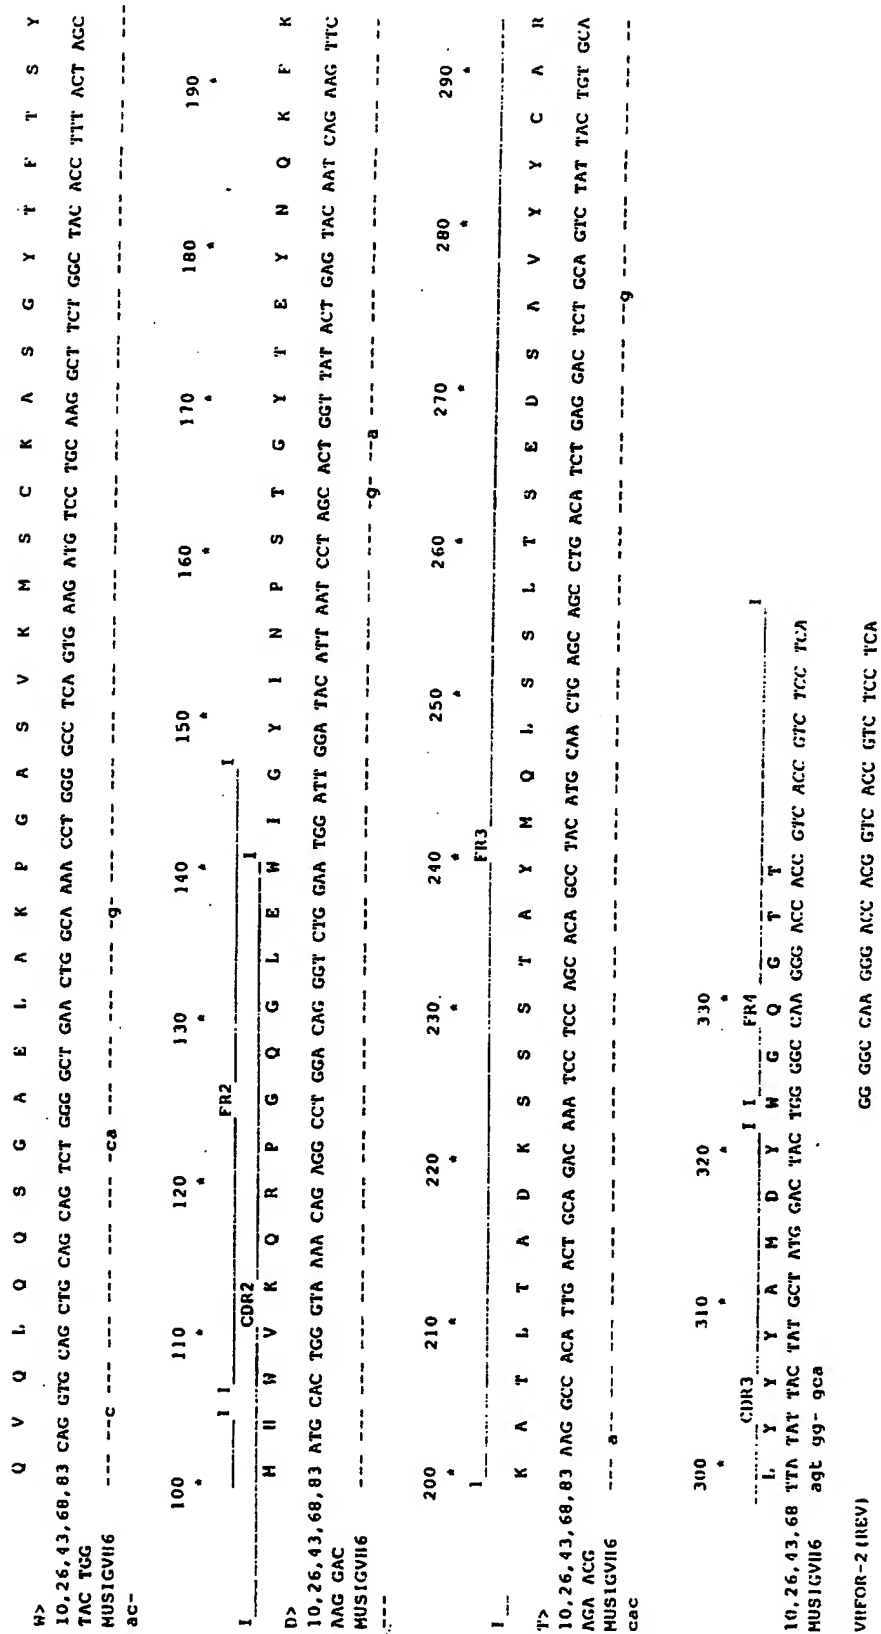 Q V Q L Q Q S G A E L A K P G A S V K M S C K A S G Y T F T S Y
W>
10,26,43,68,83 CAG GTG CAG CTG CAG CAG TCT GGG GCT GAA CTG GCA AAA CCT GGG GCC TCA GTG AAG ATG TCC TGC AAG GCT TCT GGC TAC ACC TTT ACT AGC
TAC TGG
MUSIGVH6 --- --c --- --- --- --- --- --- -ca --- --- --- --- -g- --- --- --- --- --- --- --- --- --- --- --- --- --- --- --- --- ---
ac-
100 110 120 130 140 150 160 170 180 190
* * * * * * * * * *
I I FR2 I
I CDR2 I
M H W V K Q R P G Q G L E W I G Y I N P S T G Y T E Y N Q K F K
D>
10,26,43,68,83 ATG CAC TGG GTA AAA CAG AGG CCT GGA CAG GGT CTG GAA TGG ATT GGA TAC ATT AAT CCT AGC ACT GGT TAT ACT GAG TAC AAT CAG AAG TTC
AAG GAC
MUSIGVH6 --- --- --- --- --- --- --- --- --- --- --- --- --- --- --- --- --- --- --- --- --- -g- --a --- --- --- --- --- --- --- ---
---
200 210 220 230 240 250 260 270 280 290
* * * * * * * * * *
I I FR3
K A T L T A D K S S S T A Y M Q L S S L T S E D S A V Y Y C A R
T>
10,26,43,68,83 AAG GCC ACA TTG ACT GCA GAC AAA TCC TCC AGC ACA GCC TAC ATG CAA CTG AGC AGC CTG ACA TCT GAG GAC TCT GCA GTC TAT TAC TGT GCA
AGA ACG
MUSIGVH6 --- a-- --- --- --- --- --- --- --- --- --- --- --- --- --- --- --- --- --- --- --- --- --- --- --- --g --- --- --- --- ---
cac
300 310 320 330
* * * *
CDR3 I I FR4 I
L Y Y Y A M D Y W G Q G T T
10,26,43,68 TTA TAT TAC TAT GCT ATG GAC TAC TGG GGC CAA GGG ACC ACC GTC ACC GTC TCC TCA
MUSIGVH6 agt gg- gca
VHFOR-2 (REV) GG GGC CAA GGG ACC ACG GTC ACC GTC TCC TCA